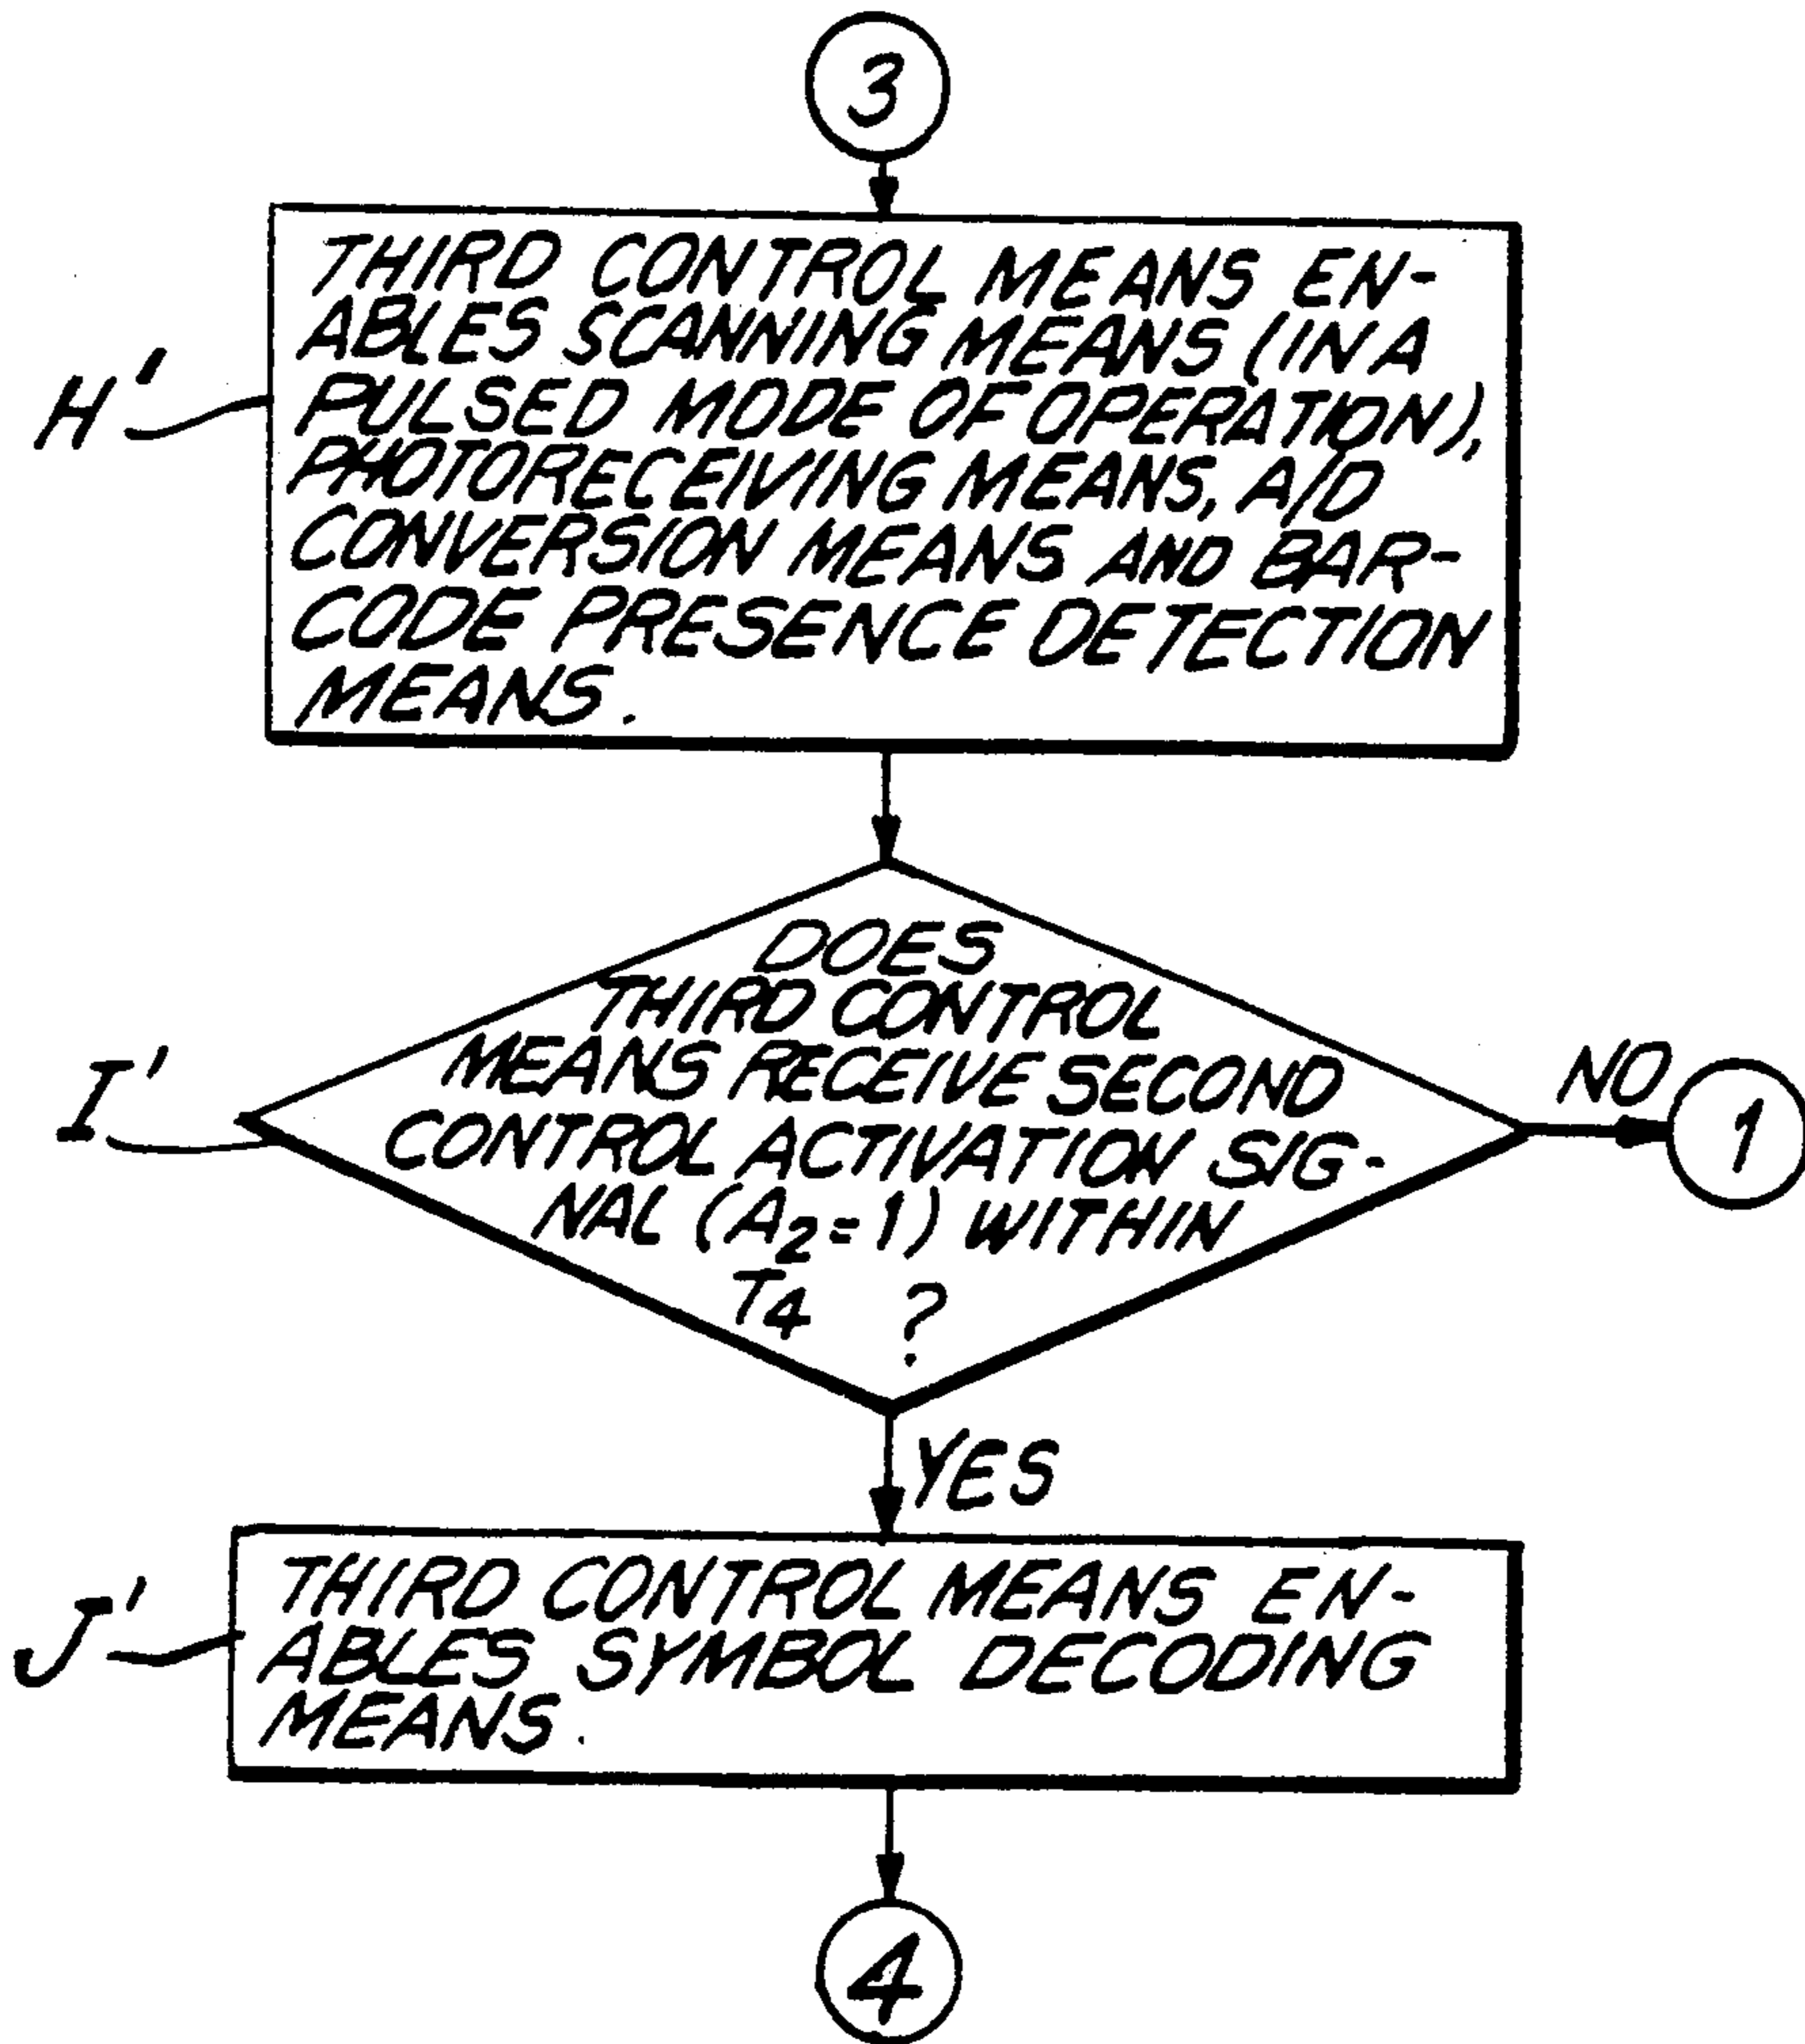 3
THIRD CONTROL MEANS EN-
ABLES SCANNING MEANS (IN A
PULSED MODE OF OPERATION),
PHOTORECEIVING MEANS, A/D
CONVERSION MEANS AND BAR-
CODE PRESENCE DETECTION
MEANS.
H'
DOES
THIRD CONTROL
MEANS RECEIVE SECOND
CONTROL ACTIVATION SIG-
NAL (A2=1) WITHIN
T4 ?
I'
NO
1
YES
THIRD CONTROL MEANS EN-
ABLES SYMBOL DECODING
MEANS.
J'
4